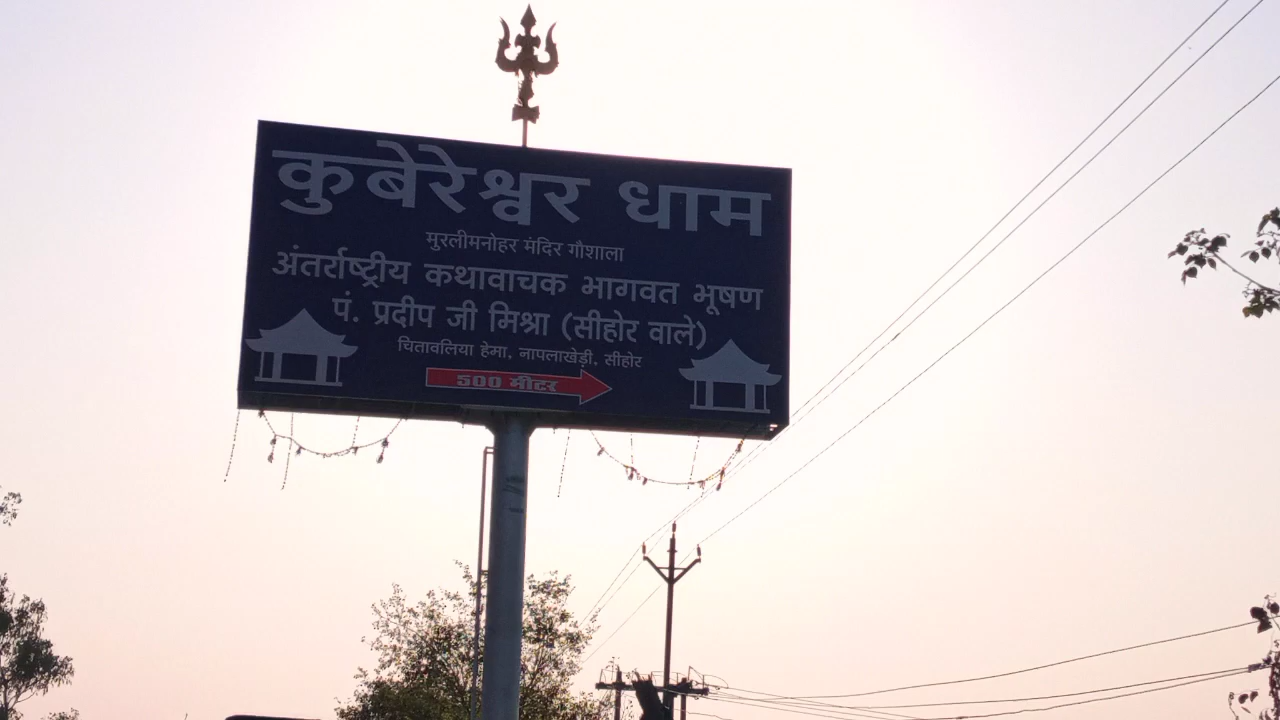 कुबेरेश्वर धाम
मुरलीमनोहर मंदिर गौशाला
अंतर्राष्ट्रीय कथावाचक भागवत भूषण
पं. प्रदीप जी मिश्रा (सीहोर वाले)
चितावलिया हेमा, नापलाखेड़ी, सीहोर
500 मीटर